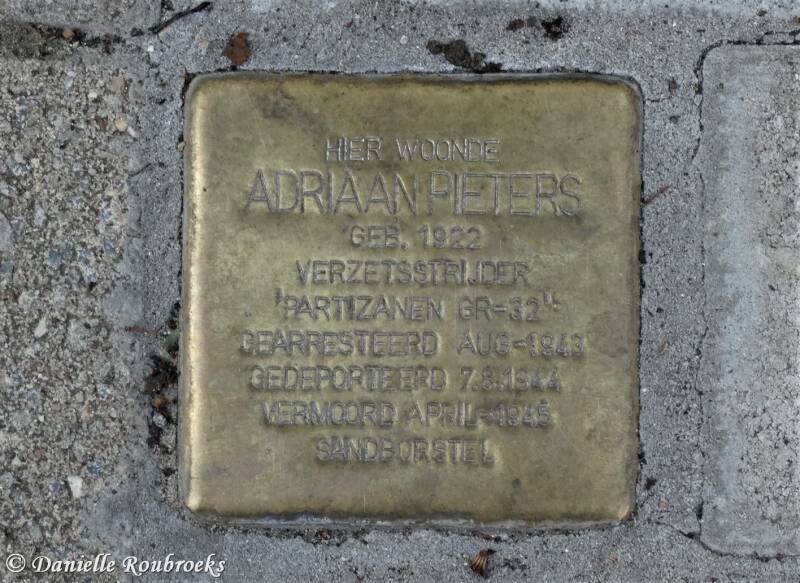 HIER WOONDE
ADRIAAN PIETERS
GEB. 1922
VERZETSSTRIJDER
"PARTIZANEN GR-32"
GEARRESTEERD AUG-1943
GEDEPORTEERD 7.8.1944
VERMOORD APRIL-1945
SANDBORSTEL
© Danielle Roubroeks